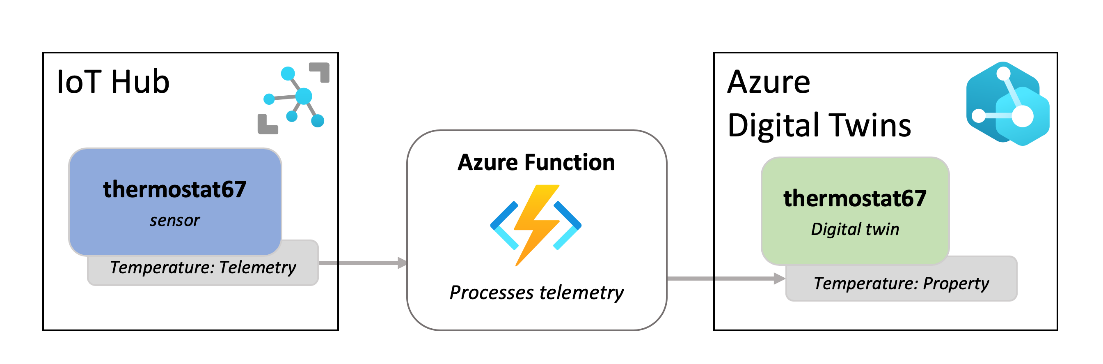 IoT Hub
thermostat67
sensor
Temperature: Telemetry
Azure Function
Processes telemetry
Azure
Digital Twins
thermostat67
Digital twin
Temperature: Property